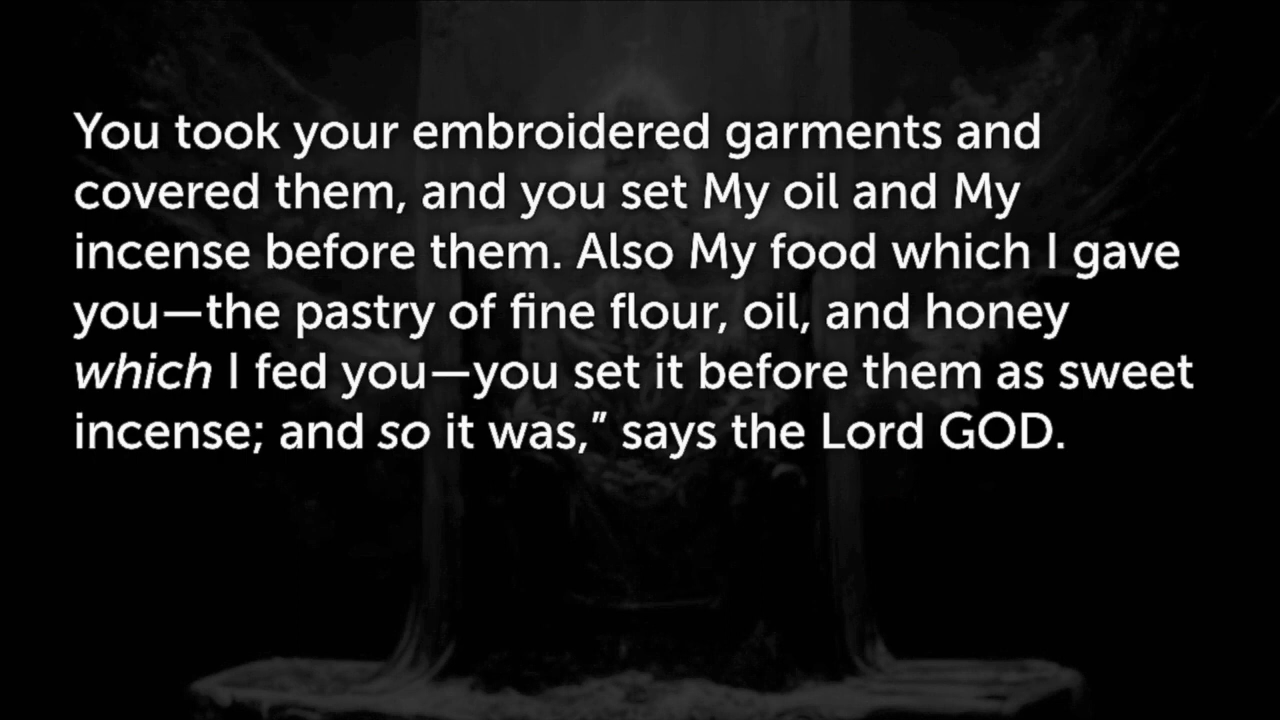 You took your embroidered garments and
covered them, and you set My oil and My
incense before them. Also My food which I gave
you—the pastry of fine flour, oil, and honey
which I fed you—you set it before them as sweet
incense; and so it was,” says the Lord GOD.